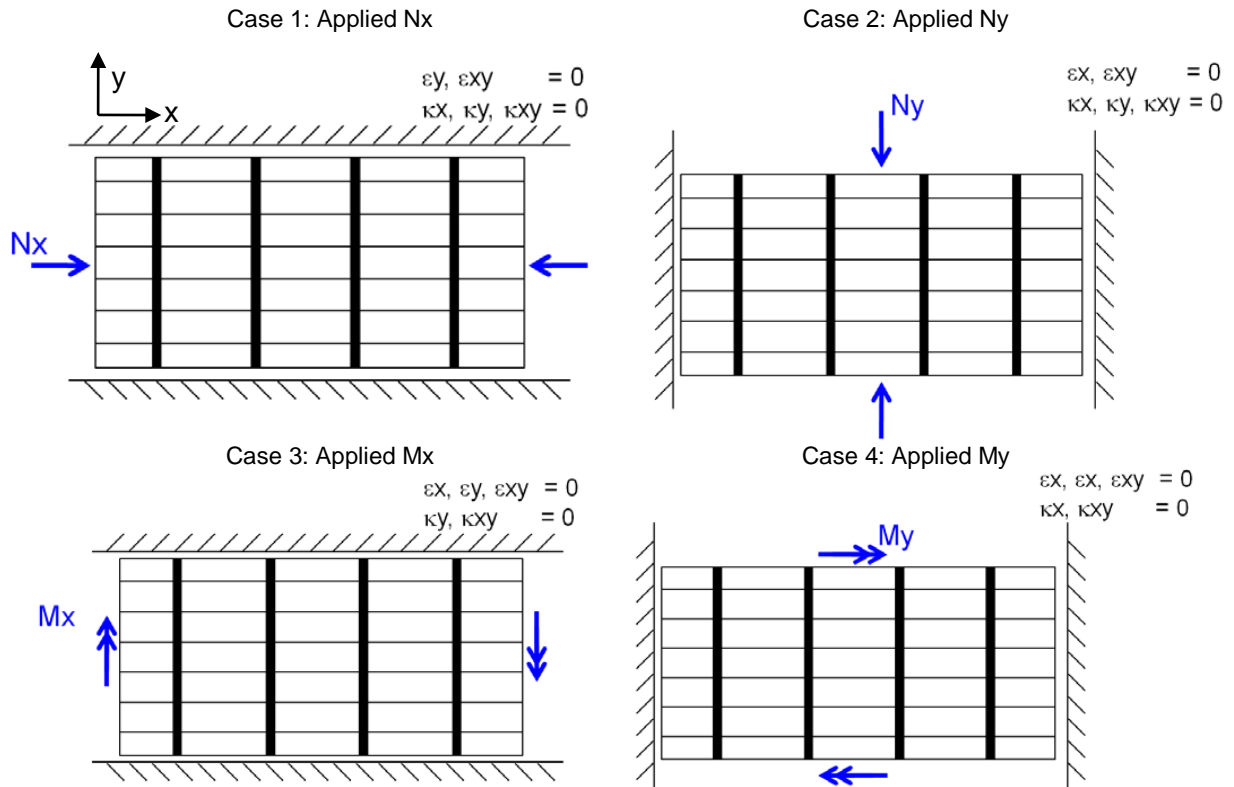 Case 1: Applied Nx
εy, εxy = 0
κx, κy, κxy = 0
y
x
Nx
Case 2: Applied Ny
εx, εxy = 0
κx, κy, κxy = 0
Ny
Case 3: Applied Mx
εx, εy, εxy = 0
κy, κxy = 0
Mx
Case 4: Applied My
εx, εx, εxy = 0
κx, κxy = 0
My